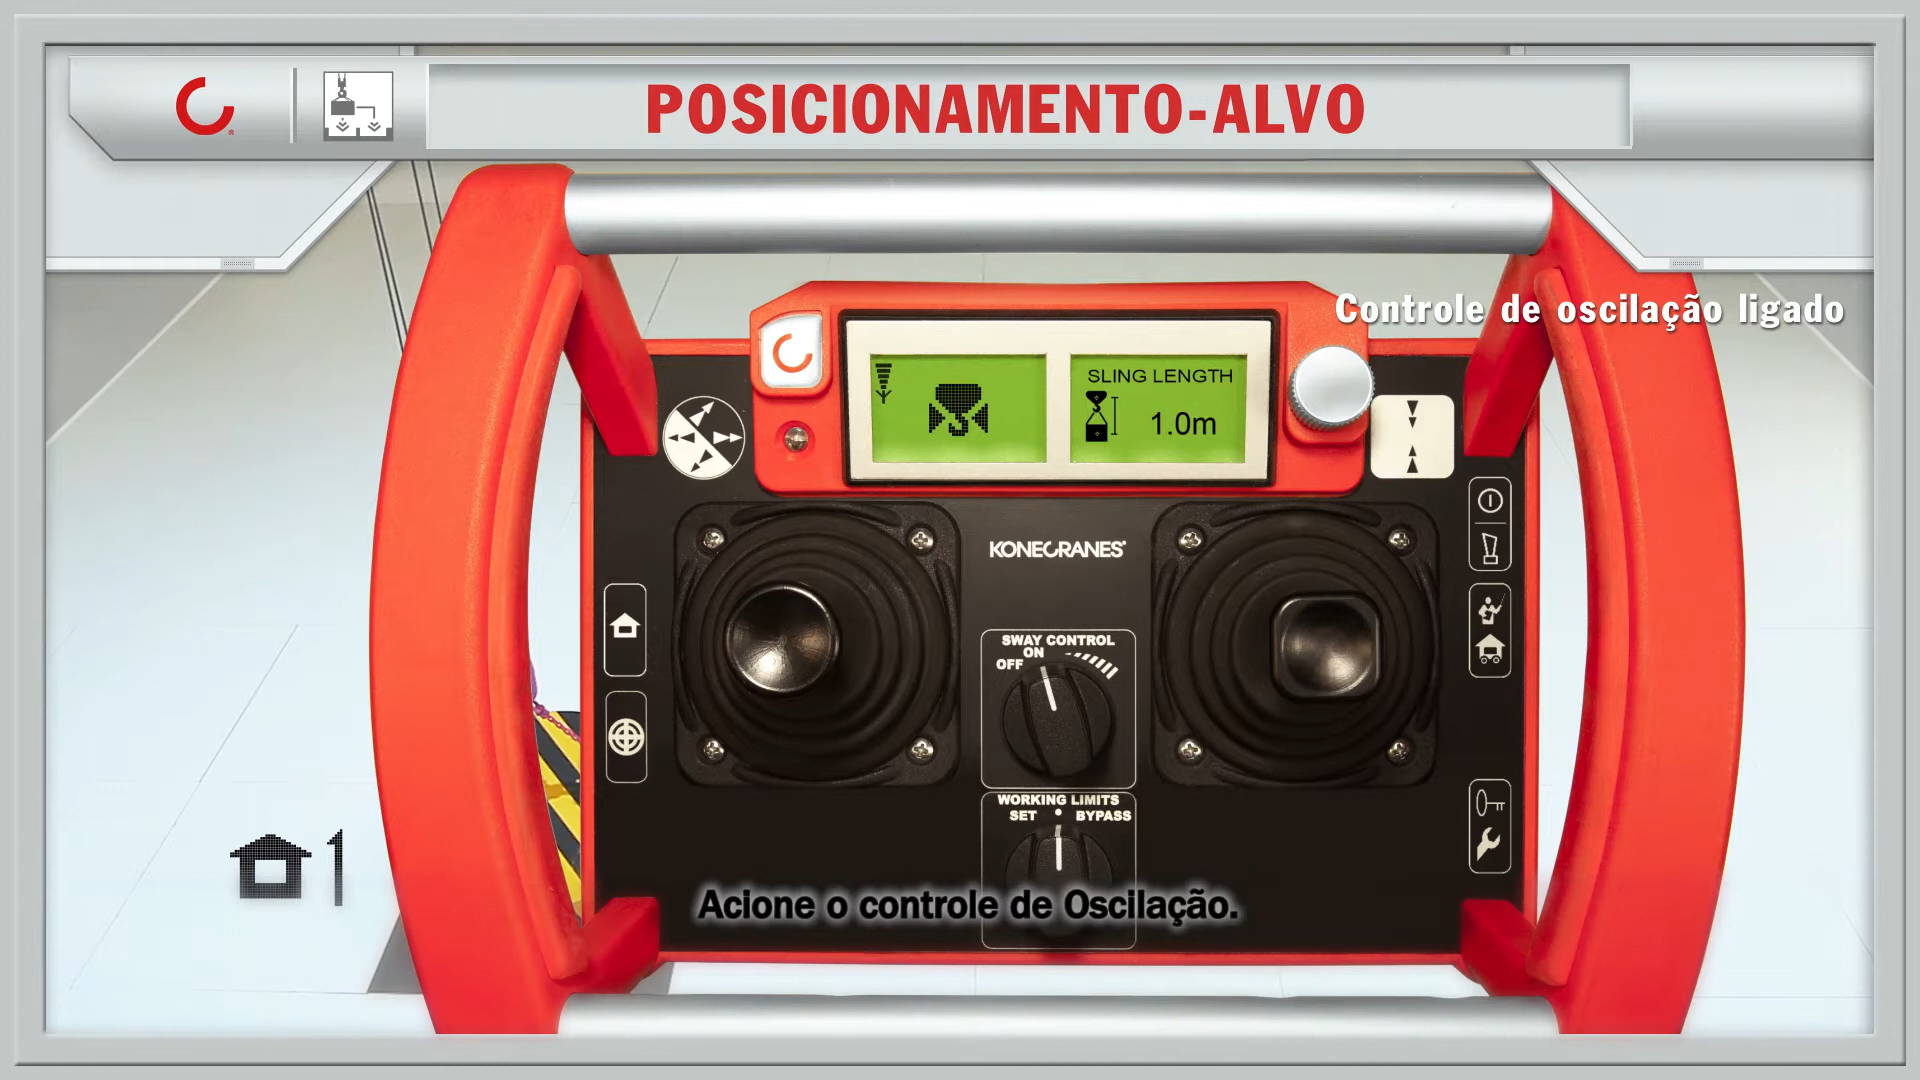 POSICIONAMENTO-ALVO
Controle de oscilação ligado
SLING LENGTH
1.0m
KONECRANES
SWAY CONTROL
ON
OFF
WORKING LIMITS
SET BYPASS
Acione o controle de Oscilação.
1